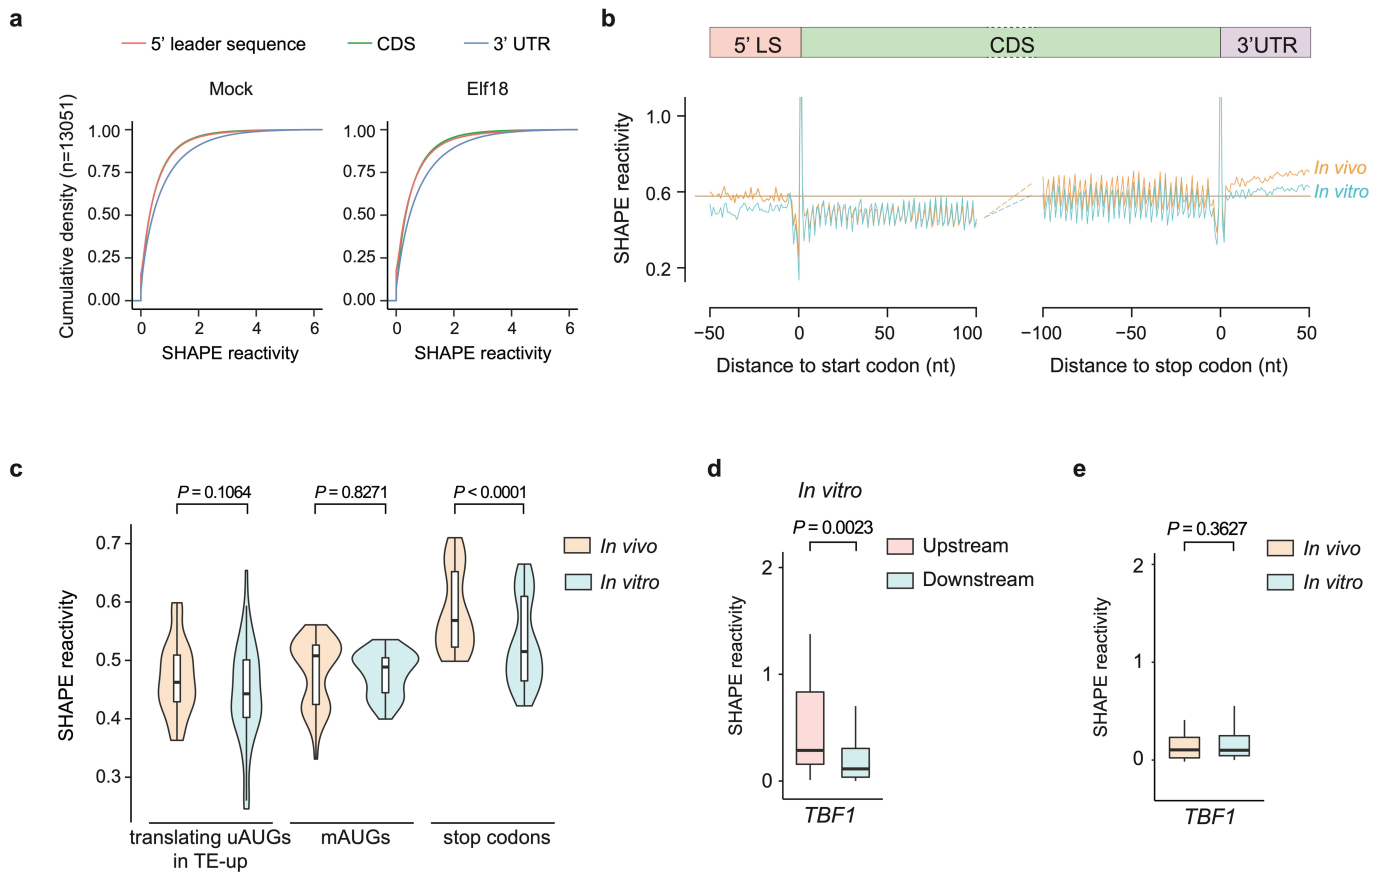 a
5’ leader sequence
CDS
3’ UTR
Mock
Elf18
Cumulative density (n=13051)
1.00
0.75
0.50
0.25
0.00
0
2
4
6
SHAPE reactivity
1.00
0.75
0.50
0.25
0.00
0
2
4
6
SHAPE reactivity
b
5’ LS
CDS
3’UTR
SHAPE reactivity
1.0
0.6
0.2
In vivo
In vitro
−50
0
50
100
Distance to start codon (nt)
−100
−50
0
50
Distance to stop codon (nt)
c
P = 0.1064
P = 0.8271
P < 0.0001
In vivo
In vitro
SHAPE reactivity
0.7
0.6
0.5
0.4
0.3
translating uAUGs
in TE-up
mAUGs
stop codons
d
In vitro
P = 0.0023
Upstream
Downstream
SHAPE reactivity
2
1
0
TBF1
e
P = 0.3627
In vivo
In vitro
SHAPE reactivity
2
1
0
TBF1